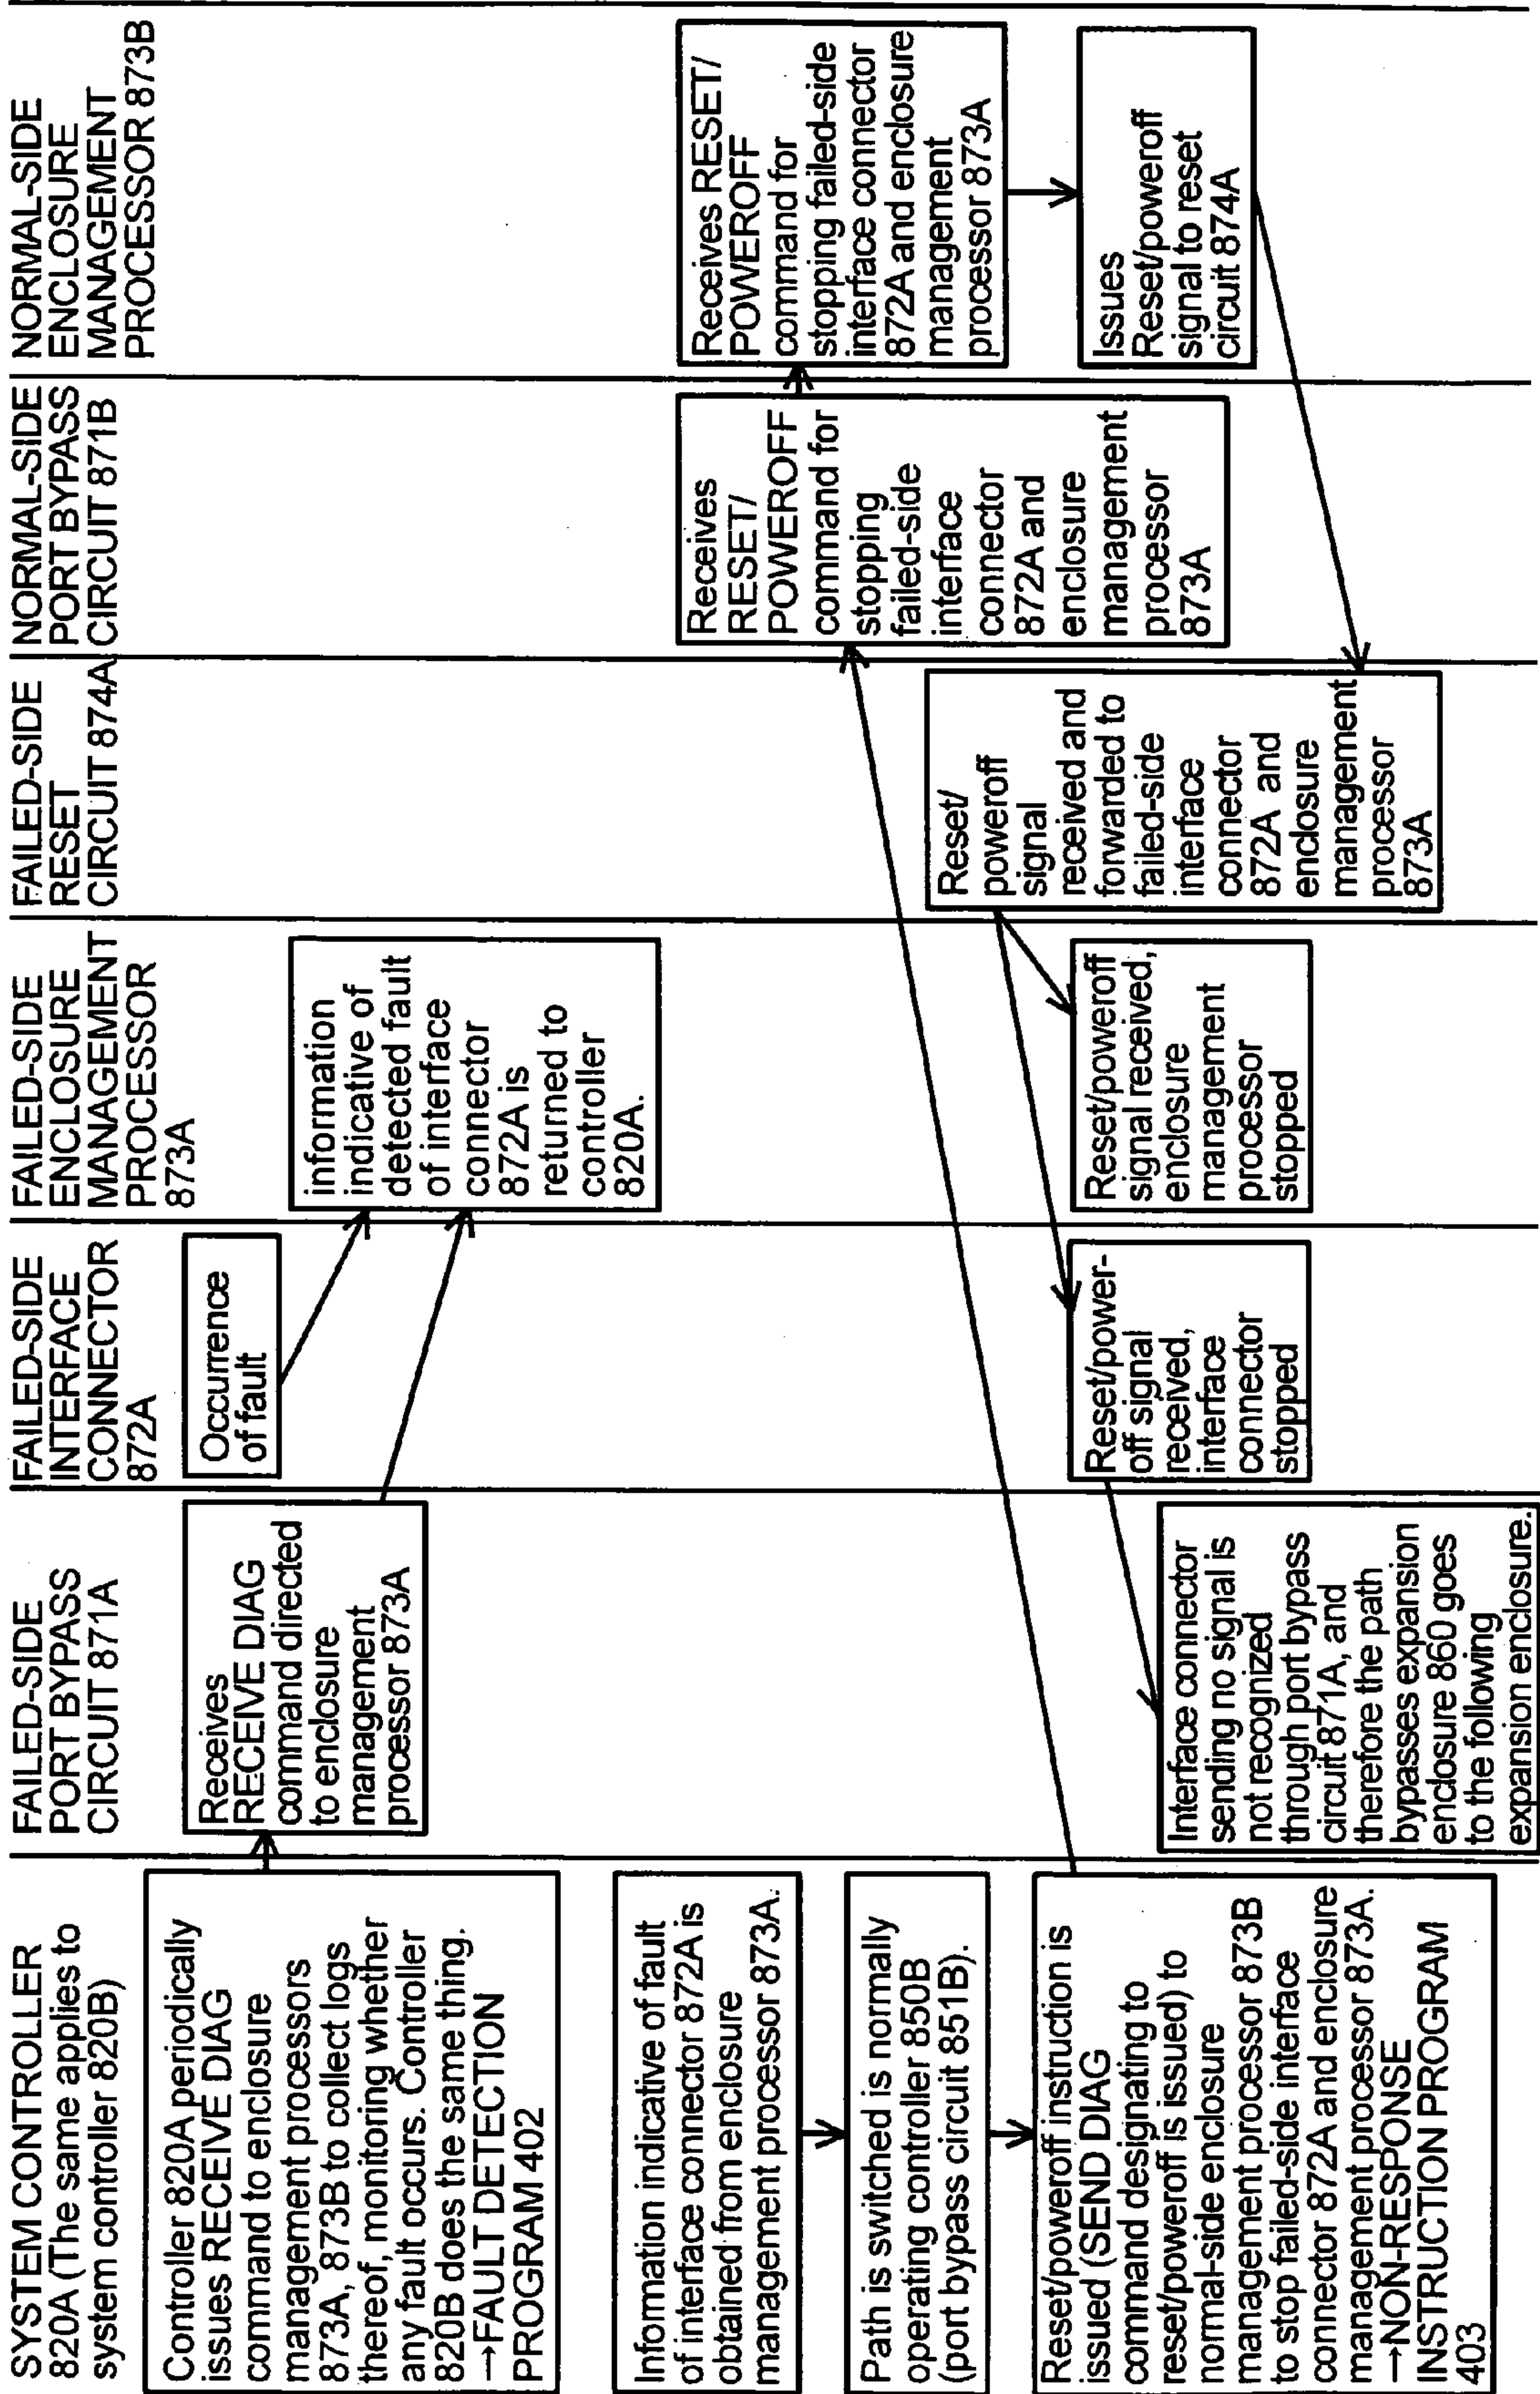 SYSTEM CONTROLLER
820A (The same applies to
system controller 820B)
Controller 820A periodically
issues RECEIVE DIAG
command to enclosure
management processors
873A, 873B to collect logs
thereof, monitoring whether
any fault occurs. Controller
820B does the same thing.
→FAULT DETECTION
PROGRAM 402
Information indicative of fault
of interface connector 872A is
obtained from enclosure
management processor 873A.
Path is switched is normally
operating controller 850B
(port bypass circuit 851B).
Reset/poweroff instruction is
issued (SEND DIAG
command designating to
reset/poweroff is issued) to
normal-side enclosure
management processor 873B
to stop failed-side interface
connector 872A and enclosure
management processor 873A.
→NON-RESPONSE
INSTRUCTION PROGRAM
403
FAILED-SIDE
PORT BYPASS
CIRCUIT 871A
Receives
RECEIVE DIAG
command directed
to enclosure
management
processor 873A
Interface connector
sending no signal is
not recognized
through port bypass
circuit 871A, and
therefore the path
bypasses expansion
enclosure 860 goes
to the following
expansion enclosure.
FAILED-SIDE
INTERFACE
CONNECTOR
872A
Occurrence
of fault
Reset/power-
off signal
received,
interface
connector
stopped
FAILED-SIDE
ENCLOSURE
MANAGEMENT
PROCESSOR
873A
information
indicative of
detected fault
of interface
connector
872A is
returned to
controller
820A.
Reset/poweroff
signal received,
enclosure
management
processor
stopped
FAILED-SIDE
RESET
CIRCUIT 874A
Reset/
poweroff
signal
received and
forwarded to
failed-side
interface
connector
872A and
enclosure
management
processor
873A
NORMAL-SIDE
PORT BYPASS
CIRCUIT 871B
Receives
RESET/
POWEROFF
command for
stopping
failed-side
interface
connector
872A and
enclosure
management
processor
873A
NORMAL-SIDE
ENCLOSURE
MANAGEMENT
PROCESSOR 873B
Receives RESET/
POWEROFF
command for
stopping failed-side
interface connector
872A and enclosure
management
processor 873A
Issues
Reset/poweroff
signal to reset
circuit 874A